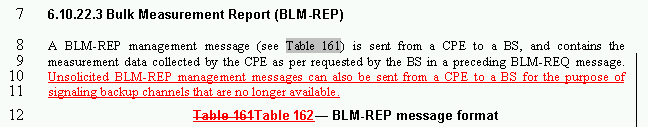 7 6.10.22.3 Bulk Measurement Report (BLM-REP)
8 A BLM-REP management message (see Table 161) is sent from a CPE to a BS, and contains the
9 measurement data collected by the CPE as per requested by the BS in a preceding BLM-REQ message.
10 Unsolicited BLM-REP management messages can also be sent from a CPE to a BS for the purpose of
11 signaling backup channels that are no longer available.
12 Table 161Table 162— BLM-REP message format